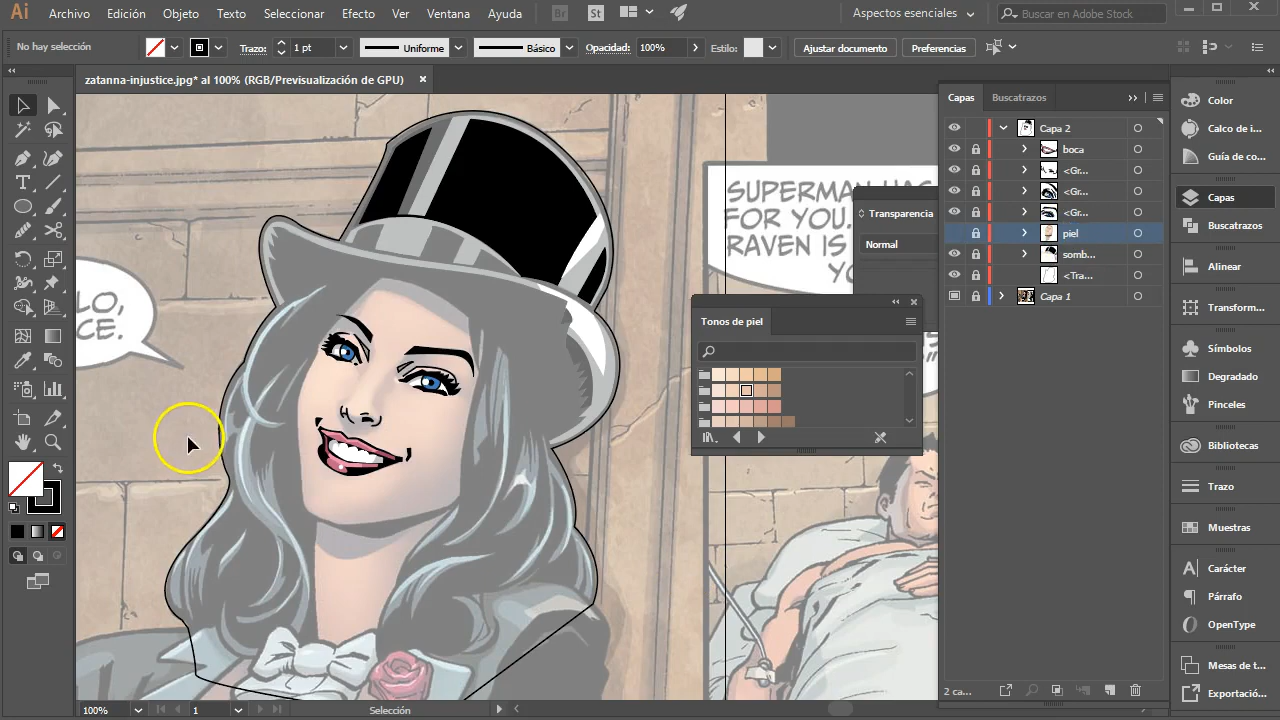 Ai Archivo Edición Objeto Texto Seleccionar Efecto Ver Ventana Ayuda Br St Aspectos esenciales Buscar en Adobe Stock
No hay selección Trazo: 1 pt Uniforme Básico Opacidad: 100% Estilo: Ajustar documento Preferencias
zatanna-injustice.jpg* al 100% (RGB/Previsualización de GPU)
Capas Buscatrazos
Capa 2
boca
<Gr...
<Gr...
<Gr...
piel
somb...
<Tra...
Capa 1
2 ca...
Color
Calco de i...
Guía de co...
Capas
Buscatrazos
Alinear
Transform...
Símbolos
Degradado
Pinceles
Bibliotecas
Trazo
Muestras
Carácter
Párrafo
OpenType
Mesas de t...
Exportació...
Transparencia
Normal
Tonos de piel
SUPERMAN HAS
FOR YOU.
RAVEN IS
LO,
CE.
100% 1 Selección